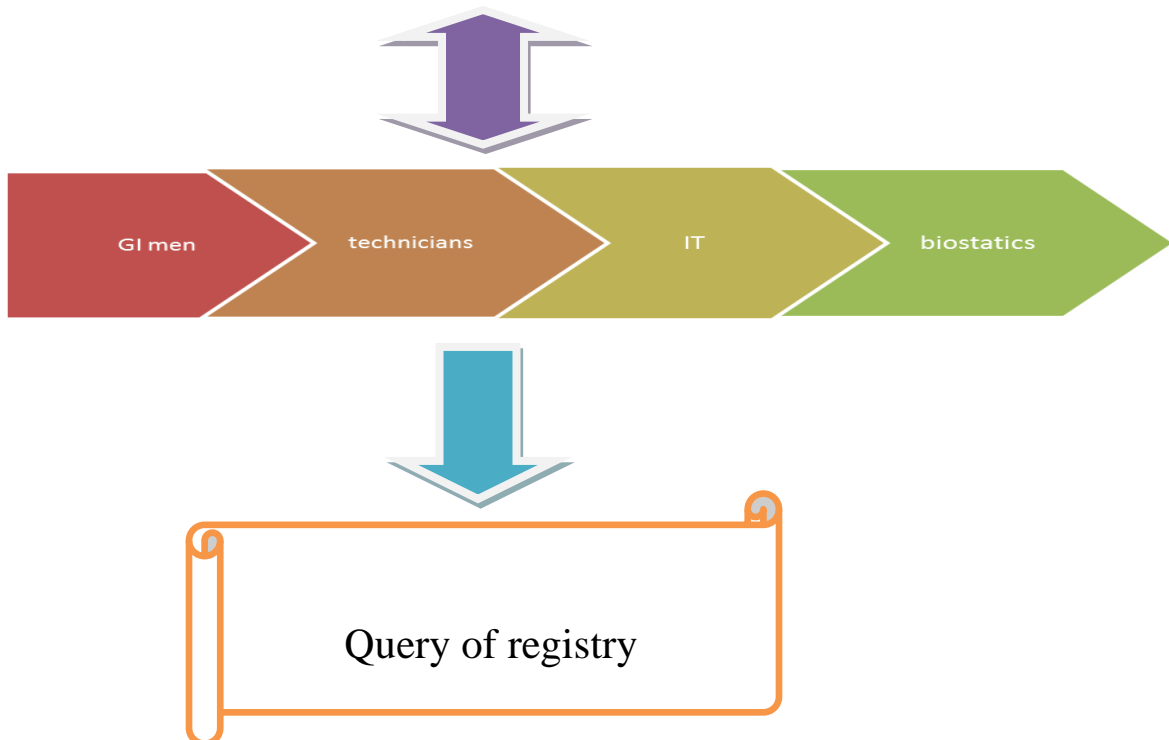 GI men
technicians
IT
biostatics
Query of registry